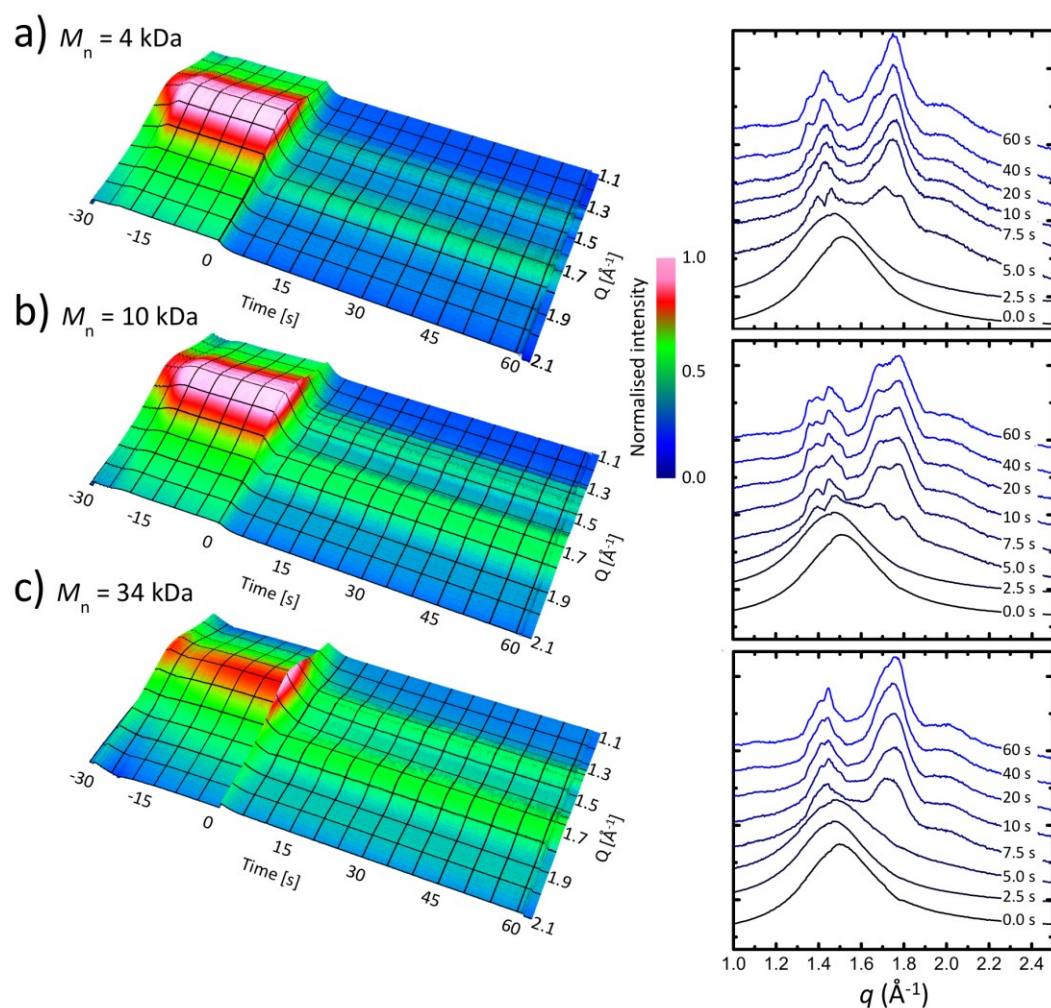 a) Mn = 4 kDa
-30
-15
0
15
30
45
60
Time [s]
1.1
1.3
1.5
1.7
1.9
2.1
Q [Å-1]
60 s
40 s
20 s
10 s
7.5 s
5.0 s
2.5 s
0.0 s
Normalised intensity
1.0
0.5
0.0
b) Mn = 10 kDa
-30
-15
0
15
30
45
60
Time [s]
1.1
1.3
1.5
1.7
1.9
2.1
Q [Å-1]
60 s
40 s
20 s
10 s
7.5 s
5.0 s
2.5 s
0.0 s
c) Mn = 34 kDa
-30
-15
0
15
30
45
60
Time [s]
1.1
1.3
1.5
1.7
1.9
2.1
Q [Å-1]
60 s
40 s
20 s
10 s
7.5 s
5.0 s
2.5 s
0.0 s
1.0 1.4 1.6 1.8 2.0 2.2 2.4
q (Å-1)